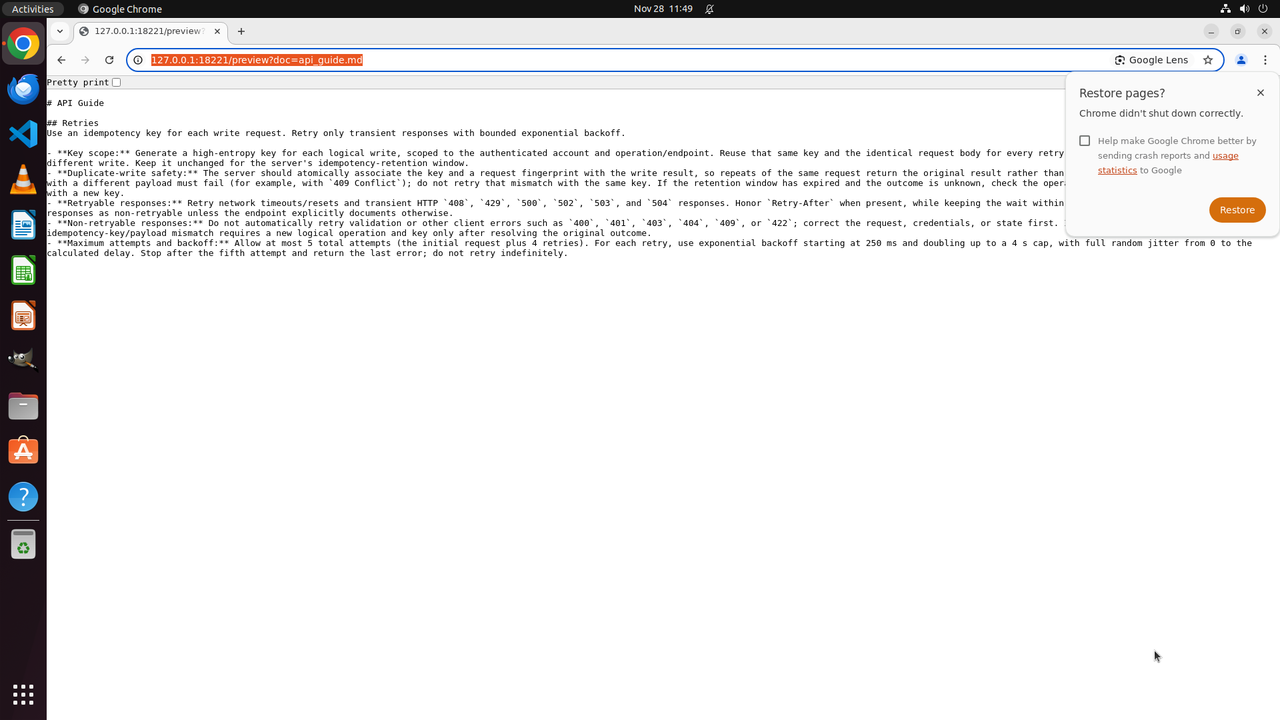 Activities
Google Chrome
Nov 28 11:49
127.0.0.1:18221/preview?
127.0.0.1:18221/preview?doc=api_guide.md
Google Lens
Pretty print
Restore pages?
Chrome didn't shut down correctly.
Help make Google Chrome better by
sending crash reports and usage
statistics to Google
Restore
# API Guide
## Retries
Use an idempotency key for each write request. Retry only transient responses with bounded exponential backoff.
- **Key scope:** Generate a high-entropy key for each logical write, scoped to the authenticated account and operation/endpoint. Reuse that same key and the identical request body for every retry
different write. Keep it unchanged for the server's idempotency-retention window.
- **Duplicate-write safety:** The server should atomically associate the key and a request fingerprint with the write result, so repeats of the same request return the original result rather than
with a different payload must fail (for example, with `409 Conflict`); do not retry that mismatch with the same key. If the retention window has expired and the outcome is unknown, check the
with a new key.
- **Retryable responses:** Retry network timeouts/resets and transient HTTP `408`, `429`, `500`, `502`, `503`, and `504` responses. Honor `Retry-After` when present, while keeping the wait within
responses as non-retryable unless the endpoint explicitly documents otherwise.
- **Non-retryable responses:** Do not automatically retry validation or other client errors such as `400`, `401`, `403`, `404`, `409`, or `422`; correct the request, credentials, or state first.
idempotency-key/payload mismatch requires a new logical operation and key only after resolving the original outcome.
- **Maximum attempts and backoff:** Allow at most 5 total attempts (the initial request plus 4 retries). For each retry, use exponential backoff starting at 250 ms and doubling up to a 4 s cap, with full random jitter from 0 to the
calculated delay. Stop after the fifth attempt and return the last error; do not retry indefinitely.